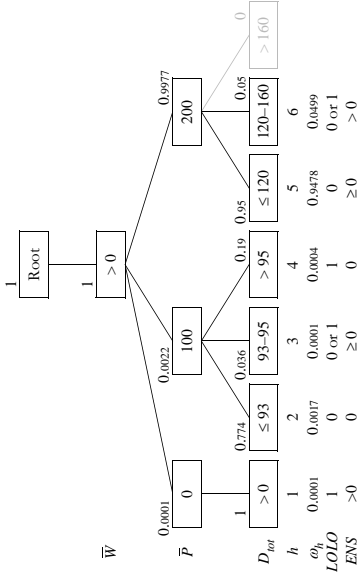 1
Root
W̅ 1
> 0
P̅ 0.0001 0.0022 0.9977
0 100 200
1 0.774 0.036 0.19 0.95 0.05 0
D tot > 0 ≤ 93 93–95 > 95 ≤ 120 120–160 > 160
h 1 2 3 4 5 6
ω h 0.0001 0.0017 0.0001 0.0004 0.9478 0.0499
LOLO 1 0 0 or 1 1 0 0 or 1
ENS >0 0 ≥ 0 0 ≥ 0 > 0